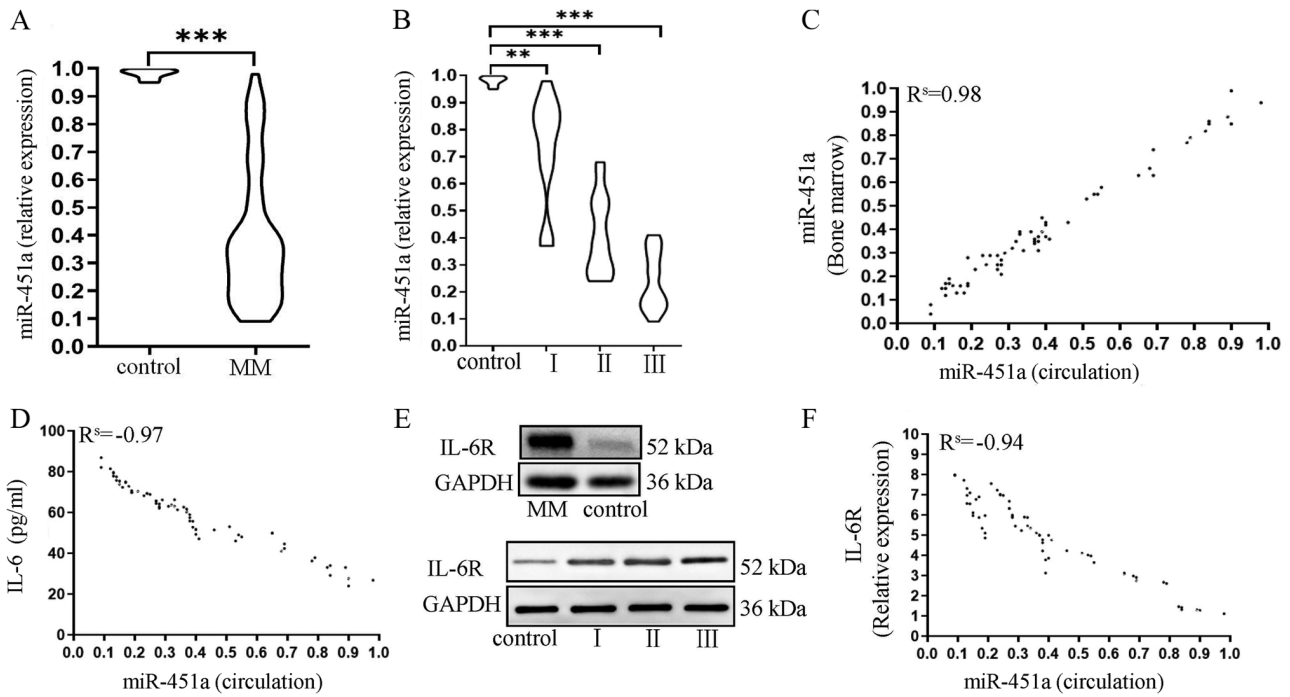 A
***
miR-451a (relative expression)
1.0
0.9
0.8
0.7
0.6
0.5
0.4
0.3
0.2
0.1
0.0
control MM
B
***
***
**
miR-451a (relative expression)
1.0
0.9
0.8
0.7
0.6
0.5
0.4
0.3
0.2
0.1
0.0
control I II III
C
R^s=0.98
miR-451a
(Bone marrow)
1.0
0.9
0.8
0.7
0.6
0.5
0.4
0.3
0.2
0.1
0.0
0.0 0.1 0.2 0.3 0.4 0.5 0.6 0.7 0.8 0.9 1.0
miR-451a (circulation)
D
R^s=-0.97
IL-6 (pg/ml)
100
80
60
40
20
0
0.0 0.1 0.2 0.3 0.4 0.5 0.6 0.7 0.8 0.9 1.0
miR-451a (circulation)
E
IL-6R 52 kDa
GAPDH 36 kDa
MM control
IL-6R 52 kDa
GAPDH 36 kDa
control I II III
F
R^s=-0.94
IL-6R
(Relative expression)
10
9
8
7
6
5
4
3
2
1
0
0.0 0.1 0.2 0.3 0.4 0.5 0.6 0.7 0.8 0.9 1.0
miR-451a (circulation)